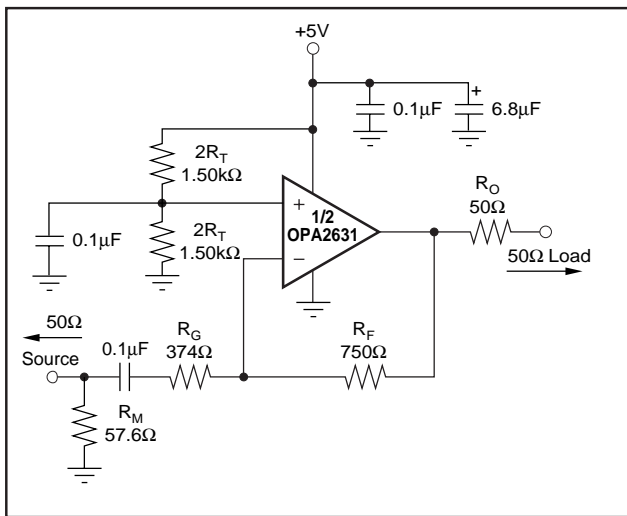 +5V
+
0.1µF
6.8µF
2R_T
1.50kΩ
R_O
50Ω
+
1/2
OPA2631
−
2R_T
1.50kΩ
0.1µF
50Ω Load
50Ω
Source
0.1µF
R_G
374Ω
R_F
750Ω
R_M
57.6Ω